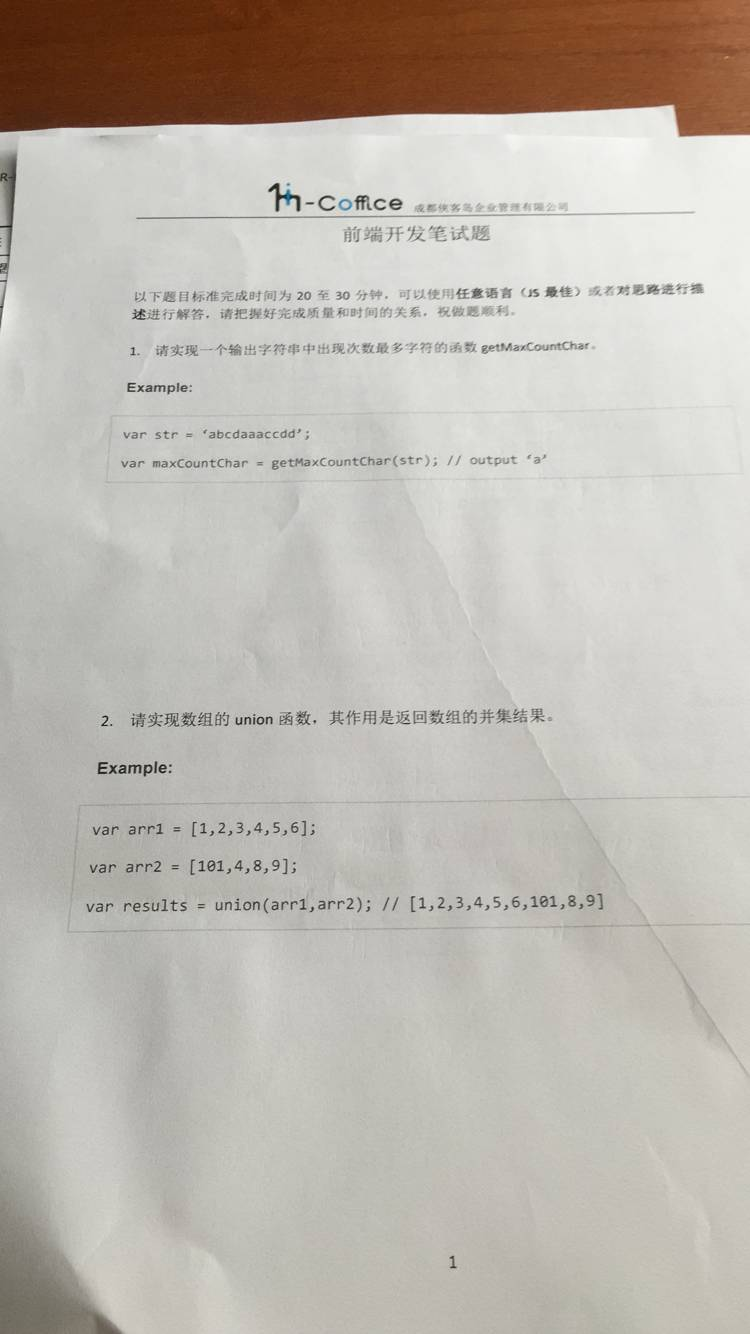 R-
1in-Coffice 成都侠客岛企业管理有限公司
前端开发笔试题
以下题目标准完成时间为 20 至 30 分钟，可以使用任意语言（JS 最佳）或者对思路进行描
述进行解答，请把握好完成质量和时间的关系，祝做题顺利。
1. 请实现一个输出字符串中出现次数最多字符的函数 getMaxCountChar。
Example:
var str = ‘abcdaaaccdd’;
var maxCountChar = getMaxCountChar(str); // output ‘a’
2. 请实现数组的 union 函数，其作用是返回数组的并集结果。
Example:
var arr1 = [1,2,3,4,5,6];
var arr2 = [101,4,8,9];
var results = union(arr1,arr2); // [1,2,3,4,5,6,101,8,9]
1